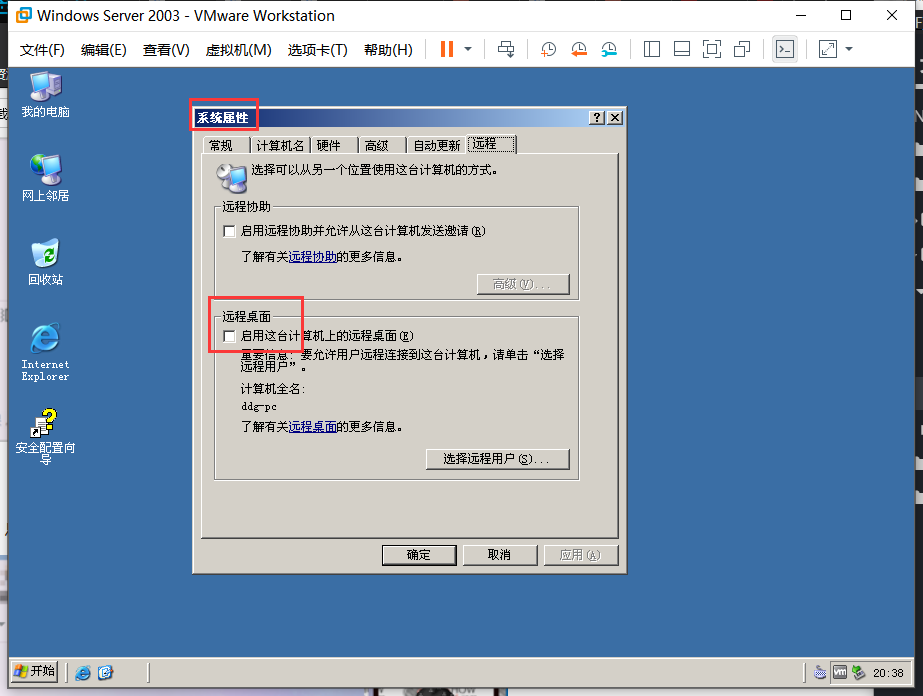 Windows Server 2003 - VMware Workstation
文件(F) 编辑(E) 查看(V) 虚拟机(M) 选项卡(T) 帮助(H)
我的电脑
网上邻居
回收站
Internet
Explorer
安全配置向
导
系统属性
常规 计算机名 硬件 高级 自动更新 远程
选择可以从另一个位置使用这台计算机的方式。
远程协助
启用远程协助并允许从这台计算机发送邀请(R)
了解有关远程协助的更多信息。
高级(V)...
远程桌面
启用这台计算机上的远程桌面(E)
重要信息: 要允许用户远程连接到这台计算机，请单击“选择
远程用户”。
计算机全名:
ddg-pc
了解有关远程桌面的更多信息。
选择远程用户(S)...
确定 取消 应用(A)
开始
vm
20:38